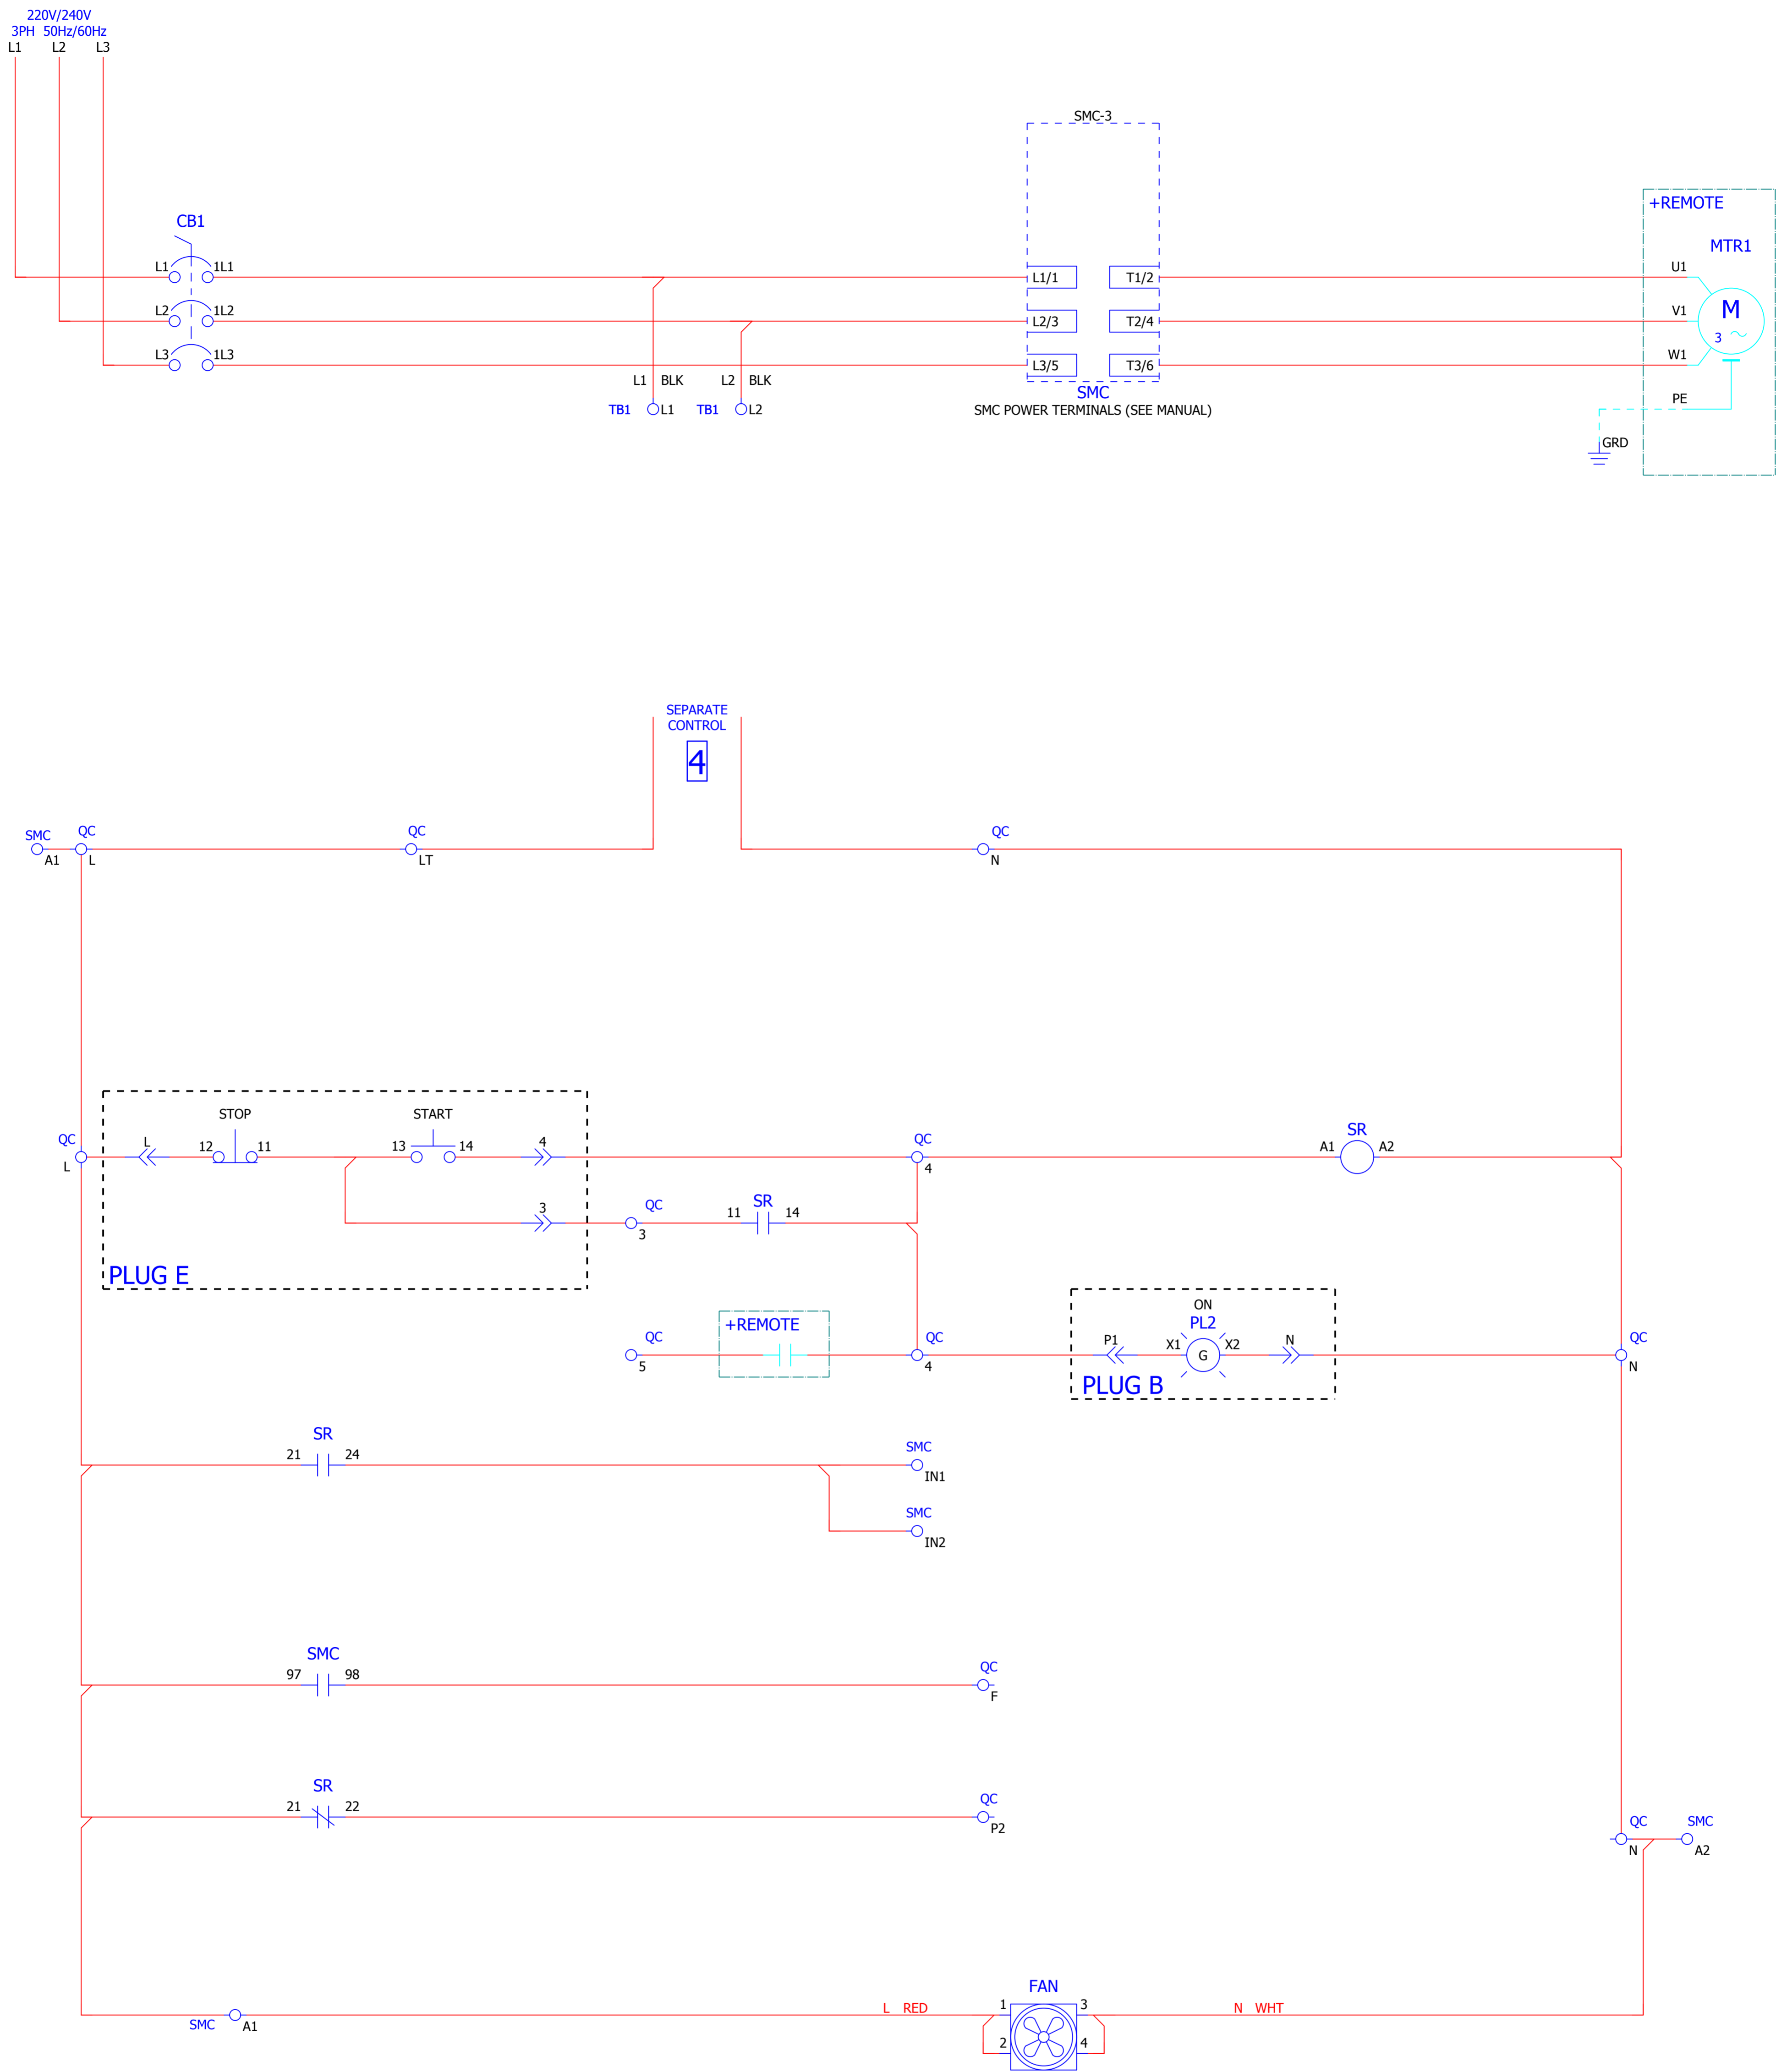 220V/240V
3PH 50Hz/60Hz
L1 L2 L3
SMC-3
+REMOTE
CB1
MTR1
L1 1L1 L1/1 T1/2 U1
L2 1L2 L2/3 T2/4 V1
M
3
L3 1L3 L3/5 T3/6 W1
L1 BLK L2 BLK
SMC
TB1 L1 TB1 L2
SMC POWER TERMINALS (SEE MANUAL)
PE
GRD
SEPARATE
CONTROL
4
SMC QC QC QC
A1 L LT N
STOP START
QC L 12 11 13 14 4 QC SR
A1 A2
L 4
3 QC 11 SR 14
3
PLUG E
ON
+REMOTE PL2
QC QC P1 X1 G X2 N QC
5 4 N
PLUG B
SR SMC
21 24
IN1
SMC
IN2
SMC QC
97 98
F
SR QC
21 22
P2
QC SMC
N A2
FAN
L RED 1 3 N WHT
SMC A1
2 4